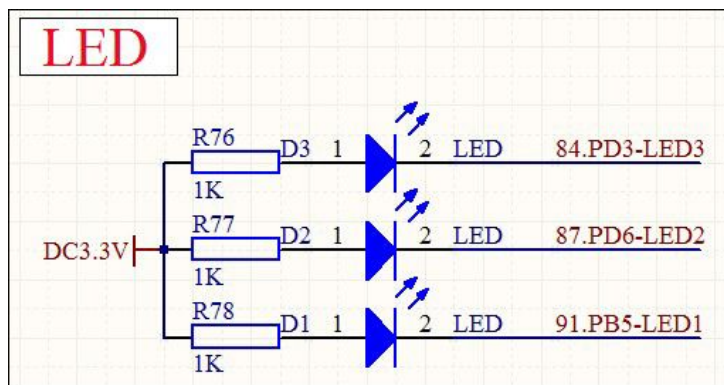 LED
R76
D3 1 2 LED 84.PD3-LED3
1K
R77
DC3.3V D2 1 2 LED 87.PD6-LED2
1K
R78
D1 1 2 LED 91.PB5-LED1
1K